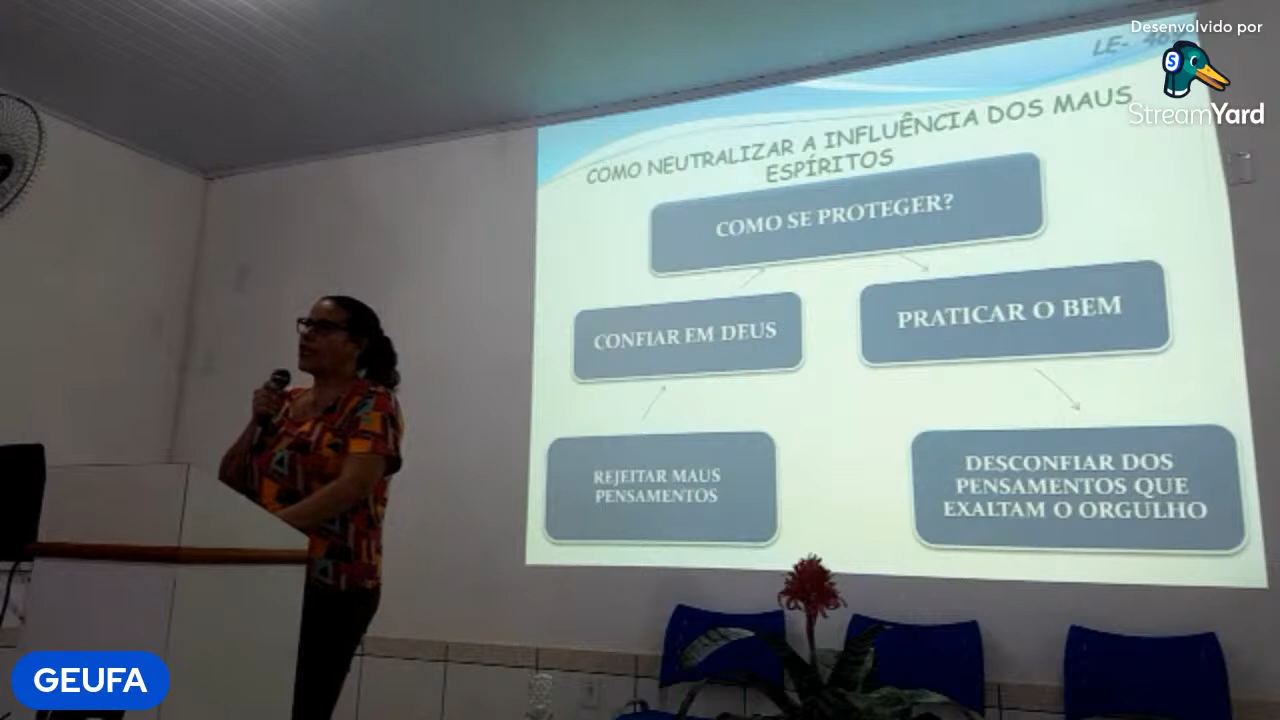 Desenvolvido por
StreamYard
LE-
COMO NEUTRALIZAR A INFLUÊNCIA DOS MAUS
ESPÍRITOS
COMO SE PROTEGER?
CONFIAR EM DEUS
PRATICAR O BEM
REJEITAR MAUS
PENSAMENTOS
DESCONFIAR DOS
PENSAMENTOS QUE
EXALTAM O ORGULHO
GEUFA